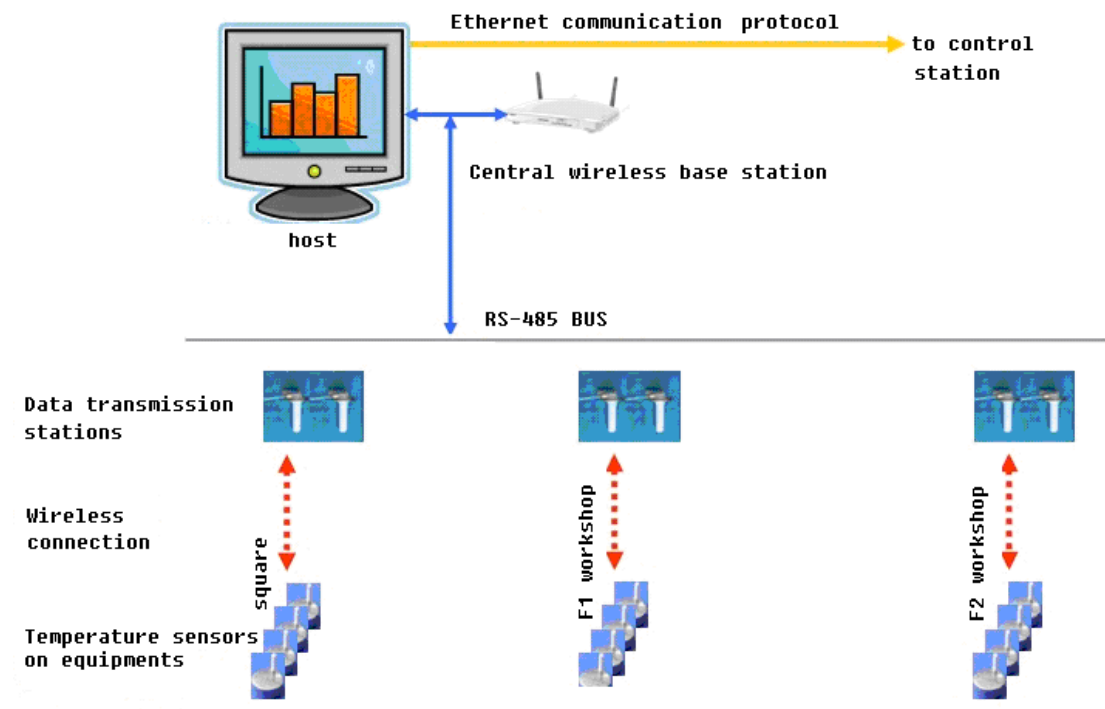 Ethernet communication protocol
to control
station
Central wireless base station
host
RS-485 BUS
Data transmission
stations
Wireless
connection
square
F1 workshop
F2 workshop
Temperature sensors
on equipments